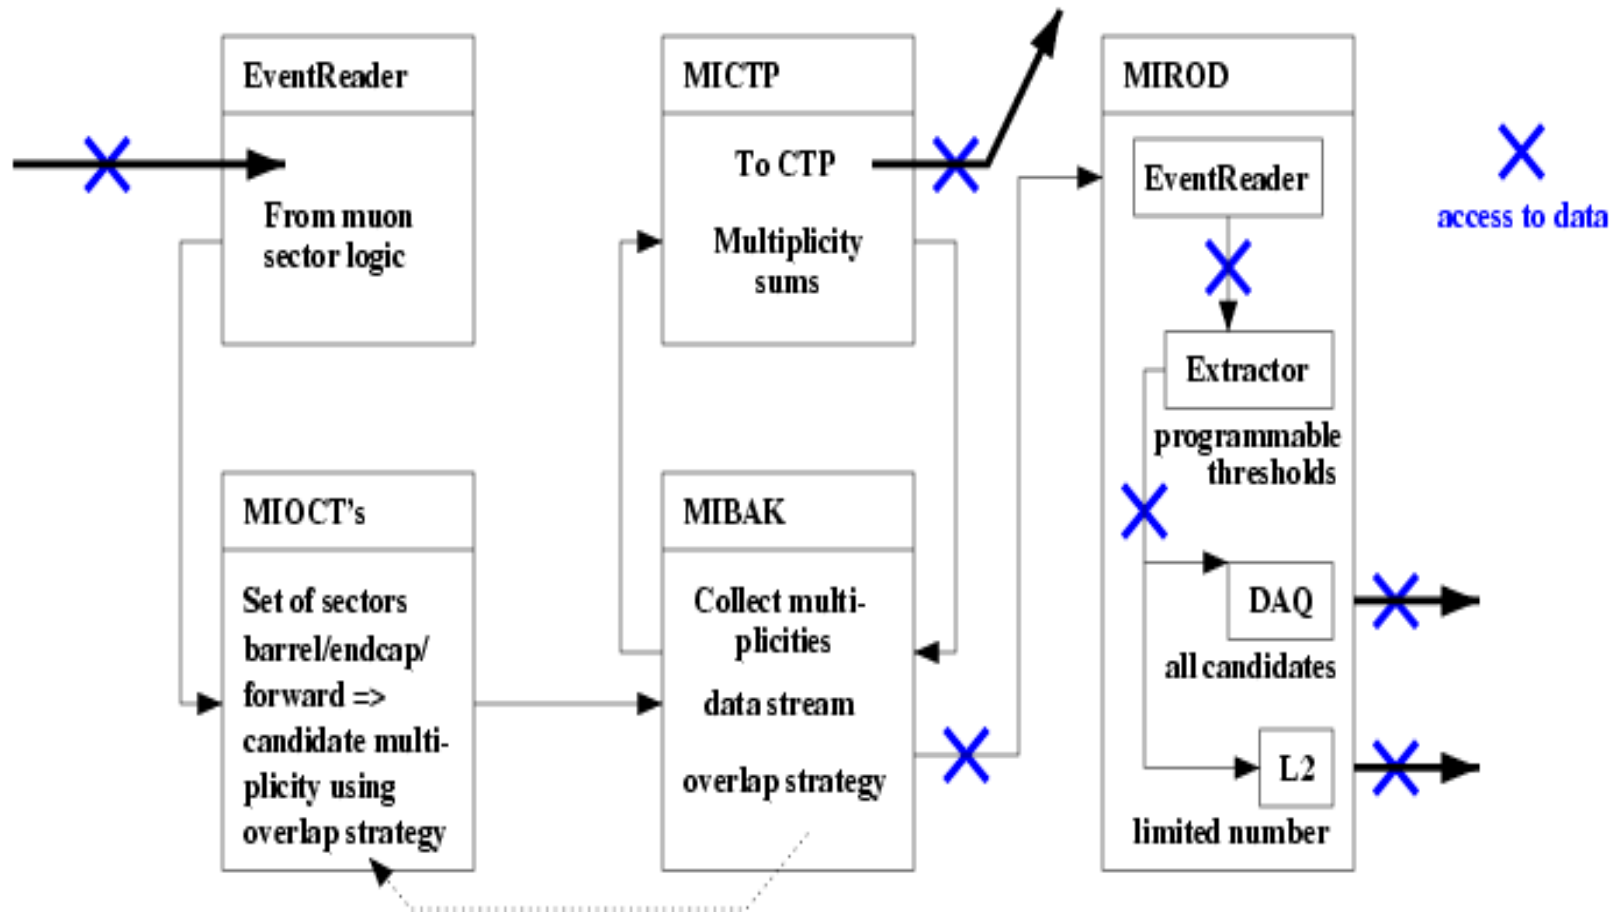 EventReader
From muon
sector logic
MIOCT's
Set of sectors
barrel/endcap/
forward =>
candidate multi-
plicity using
overlap strategy
MICTP
To CTP
Multiplicity
sums
MIBAK
Collect multi-
plicities
data stream
overlap strategy
MIROD
EventReader
Extractor
programmable
thresholds
DAQ
all candidates
L2
limited number
access to data